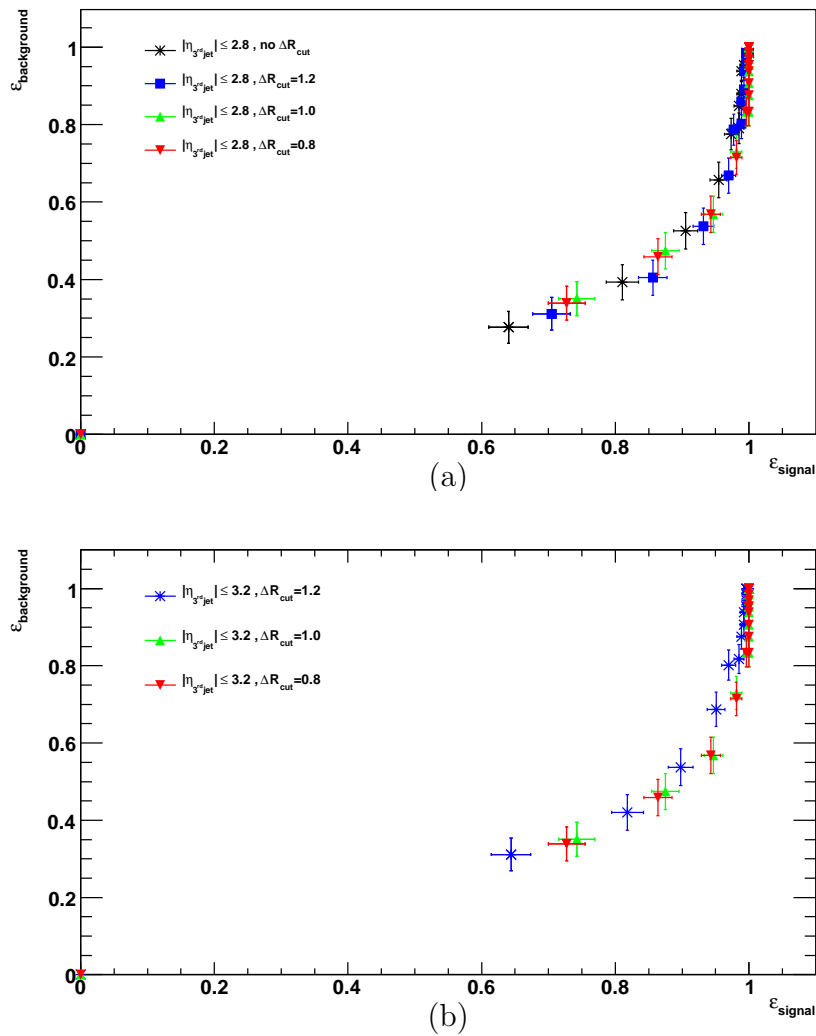 ε_background
1
0.8
0.6
0.4
0.2
0
|η_3rd jet| ≤ 2.8 , no ΔR_cut
|η_3rd jet| ≤ 2.8 , ΔR_cut=1.2
|η_3rd jet| ≤ 2.8 , ΔR_cut=1.0
|η_3rd jet| ≤ 2.8 , ΔR_cut=0.8
0 0.2 0.4 0.6 0.8 1
ε_signal
(a)
ε_background
1
0.8
0.6
0.4
0.2
0
|η_3rd jet| ≤ 3.2 , ΔR_cut=1.2
|η_3rd jet| ≤ 3.2 , ΔR_cut=1.0
|η_3rd jet| ≤ 3.2 , ΔR_cut=0.8
0 0.2 0.4 0.6 0.8 1
ε_signal
(b)